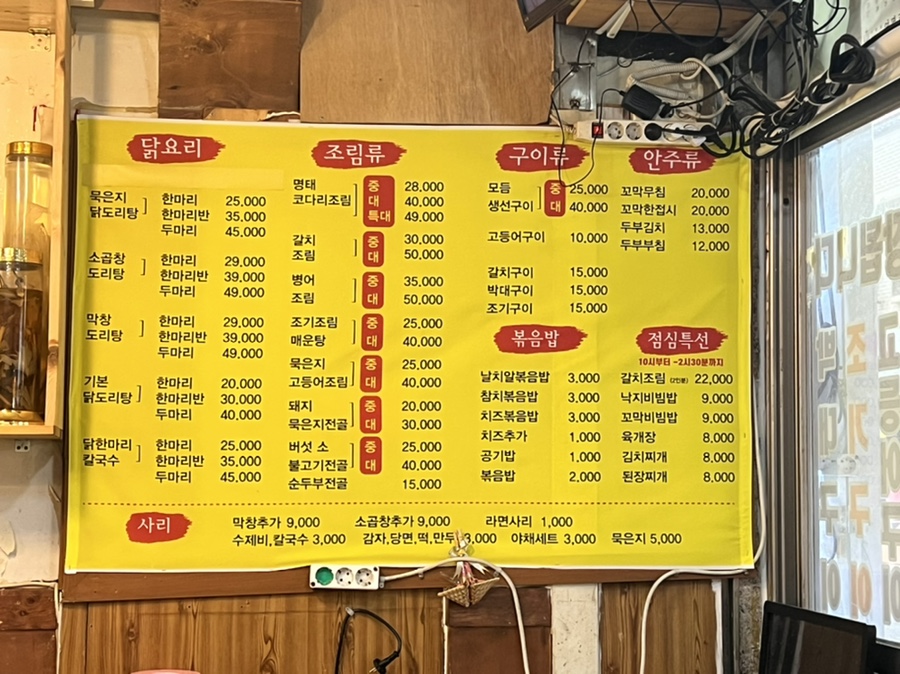 닭요리
묵은지
닭도리탕
한마리 25.000
한마리반 35.000
두마리 45.000
소곱창
도리탕
한마리 29.000
한마리반 39.000
두마리 49.000
막창
도리탕
한마리 29.000
한마리반 39.000
두마리 49.000
기본
닭도리탕
한마리 20.000
한마리반 30.000
두마리 40.000
닭한마리
칼국수
한마리 25.000
한마리반 35.000
두마리 45.000
조림류
명태
코다리조림
중 28.000
대 40.000
특대 49.000
갈치
조림
중 30.000
대 50.000
병어
조림
중 35.000
대 50.000
조기조림
매운탕
중 25.000
대 40.000
묵은지
고등어조림
중 25.000
대 40.000
돼지
묵은지전골
중 20.000
대 30.000
버섯 소
불고기전골
중 25.000
대 40.000
순두부전골 15.000
구이류
모듬
생선구이
중 25.000
대 40.000
고등어구이 10.000
갈치구이 15.000
박대구이 15.000
조기구이 15.000
볶음밥
날치알볶음밥 3,000
참치볶음밥 3,000
치즈볶음밥 3,000
치즈추가 1,000
공기밥 1,000
볶음밥 2,000
안주류
꼬막무침 20,000
꼬막한접시 20,000
두부김치 13,000
두부부침 12,000
점심특선
10시부터 ~2시30분까지
갈치조림 (2인분) 22,000
낙지비빔밥 9,000
꼬막비빔밥 9,000
육개장 8,000
김치찌개 8,000
된장찌개 8,000
사리
막창추가 9,000 소곱창추가 9,000 라면사리 1,000
수제비,칼국수 3,000 감자,당면,떡,만두 3,000 야채세트 3,000 묵은지 5,000